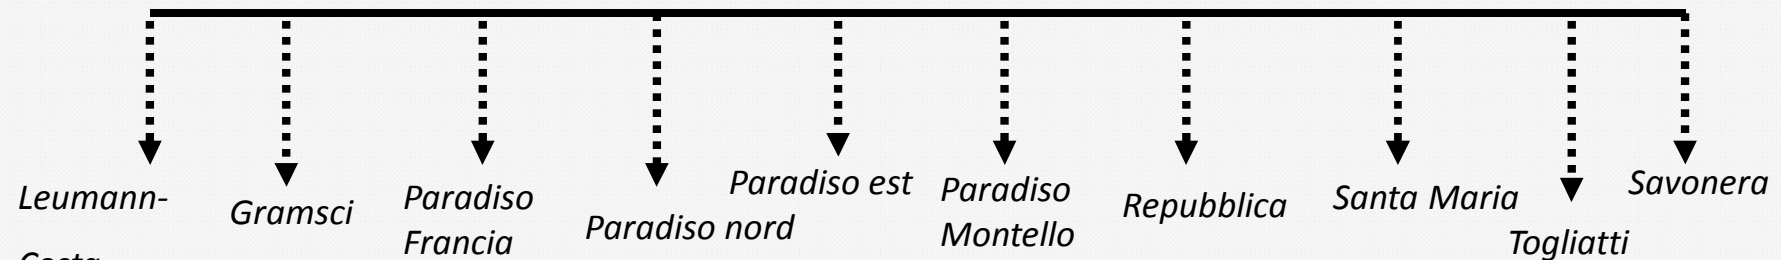 Leumann-
Gramsci
Paradiso
Francia
Paradiso nord
Paradiso est
Paradiso
Montello
Repubblica
Santa Maria
Togliatti
Savonera